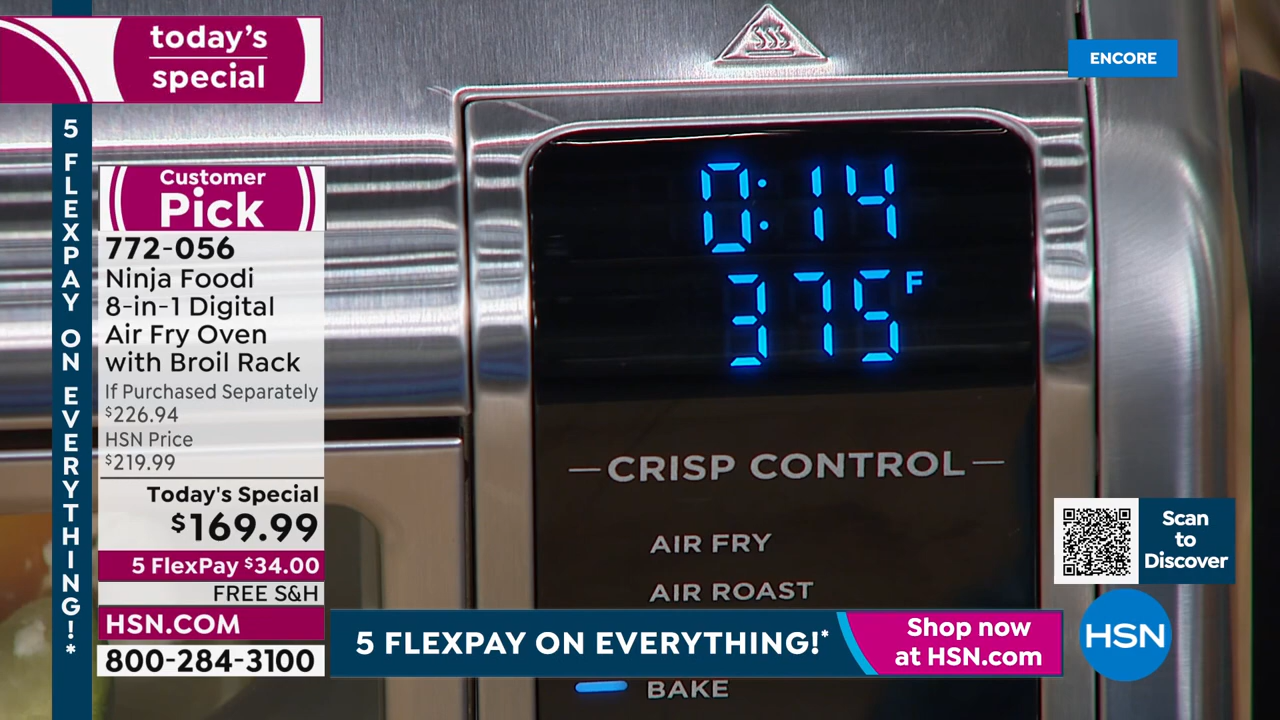 today's
special
ENCORE
5 FLEXPAY ON EVERYTHING!*
Customer
Pick
772-056
Ninja Foodi
8-in-1 Digital
Air Fry Oven
with Broil Rack
If Purchased Separately
$226.94
HSN Price
$219.99
Today's Special
$169.99
5 FlexPay $34.00
FREE S&H
HSN.COM
800-284-3100
0:14
375 F
CRISP CONTROL
AIR FRY
AIR ROAST
BAKE
Scan
to
Discover
5 FLEXPAY ON EVERYTHING!*
Shop now
at HSN.com
HSN